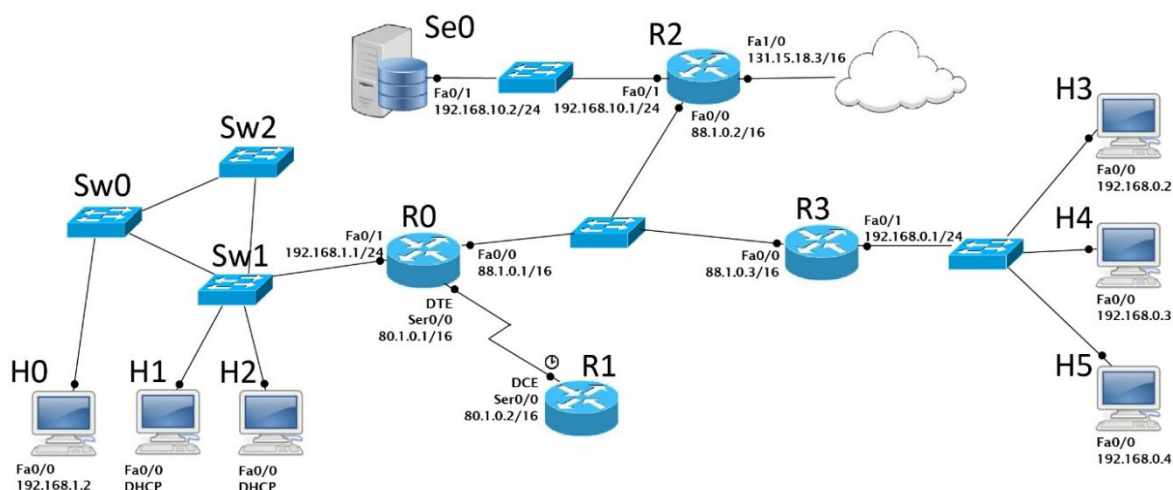 Se0
Fa0/1
192.168.10.2/24
R2
Fa1/0
131.15.18.3/16
Fa0/1
192.168.10.1/24
Fa0/0
88.1.0.2/16
H3
Fa0/0
192.168.0.2
Sw2
Sw0
Sw1
R0
Fa0/1
192.168.1.1/24
Fa0/0
88.1.0.1/16
DTE
Ser0/0
80.1.0.1/16
R3
Fa0/1
192.168.0.1/24
Fa0/0
88.1.0.3/16
H4
Fa0/0
192.168.0.3
R1
DCE
Ser0/0
80.1.0.2/16
H5
Fa0/0
192.168.0.4
H0
Fa0/0
192.168.1.2
H1
Fa0/0
DHCP
H2
Fa0/0
DHCP